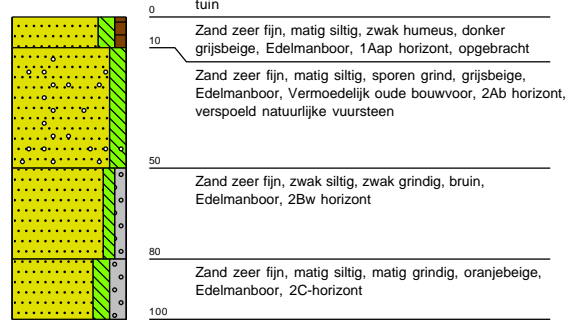 tuin
0
Zand zeer fijn, matig siltig, zwak humeus, donker
grijsbeige, Edelmanboor, 1Aap horizont, opgebracht
10
Zand zeer fijn, matig siltig, sporen grind, grijsbeige,
Edelmanboor, Vermoedelijk oude bouwvoor, 2Ab horizont,
verspoeld natuurlijke vuursteen
50
Zand zeer fijn, zwak siltig, zwak grindig, bruin,
Edelmanboor, 2Bw horizont
80
Zand zeer fijn, matig siltig, matig grindig, oranjebeige,
Edelmanboor, 2C-horizont
100